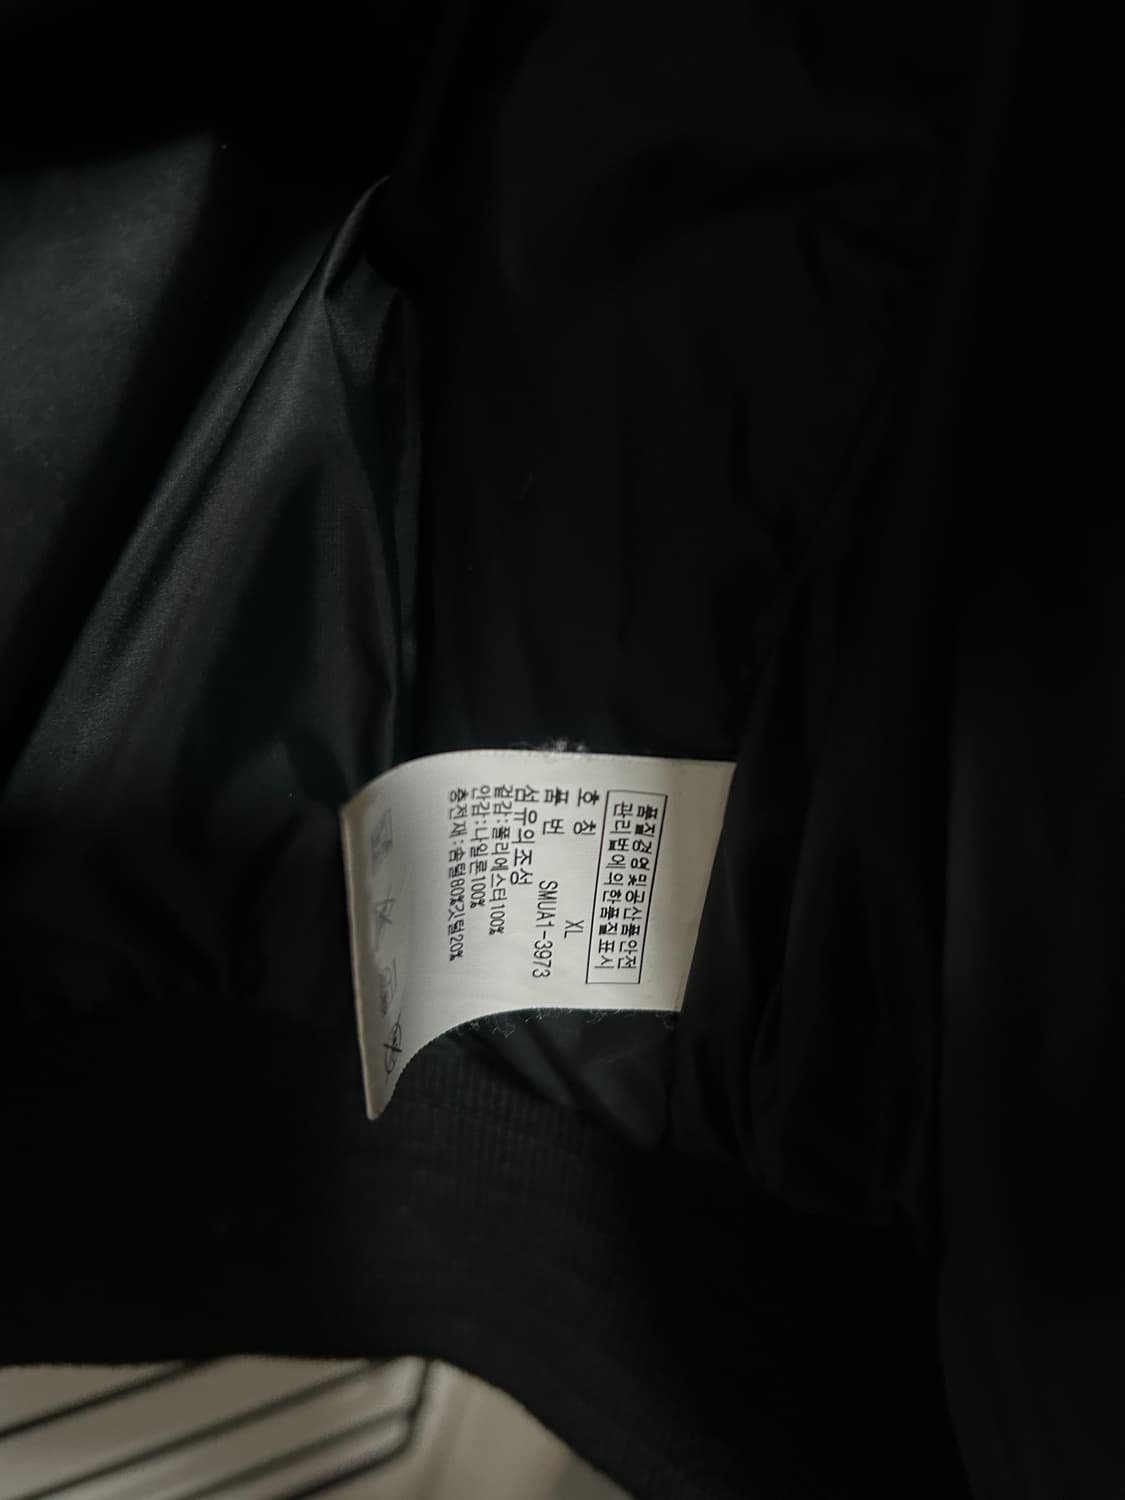 품질경영및공산품안전
관리법에의한품질표시
호 칭 XL
품 번 SMUA1-3973
섬유의조성
겉감:폴리에스터100%
안감:나일론100%
충전재:솜털80%깃털20%